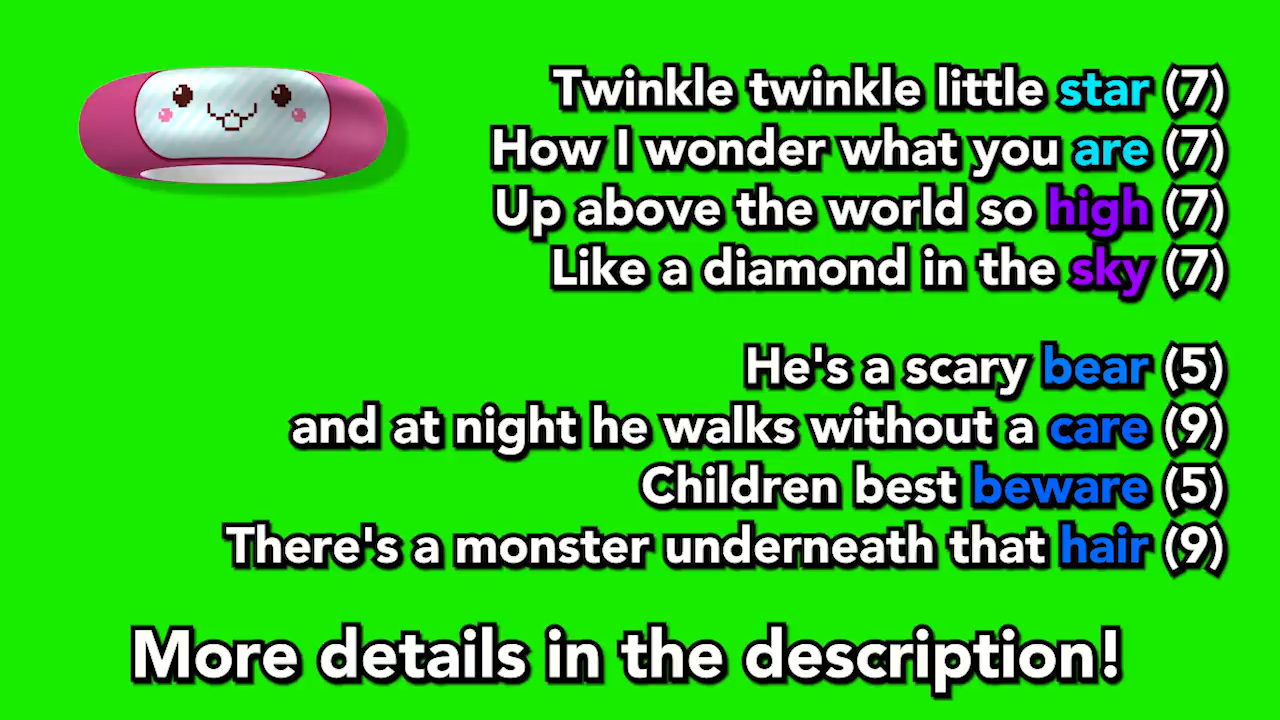 Twinkle twinkle little star (7)
How I wonder what you are (7)
Up above the world so high (7)
Like a diamond in the sky (7)
He's a scary bear (5)
and at night he walks without a care (9)
Children best beware (5)
There's a monster underneath that hair (9)
More details in the description!